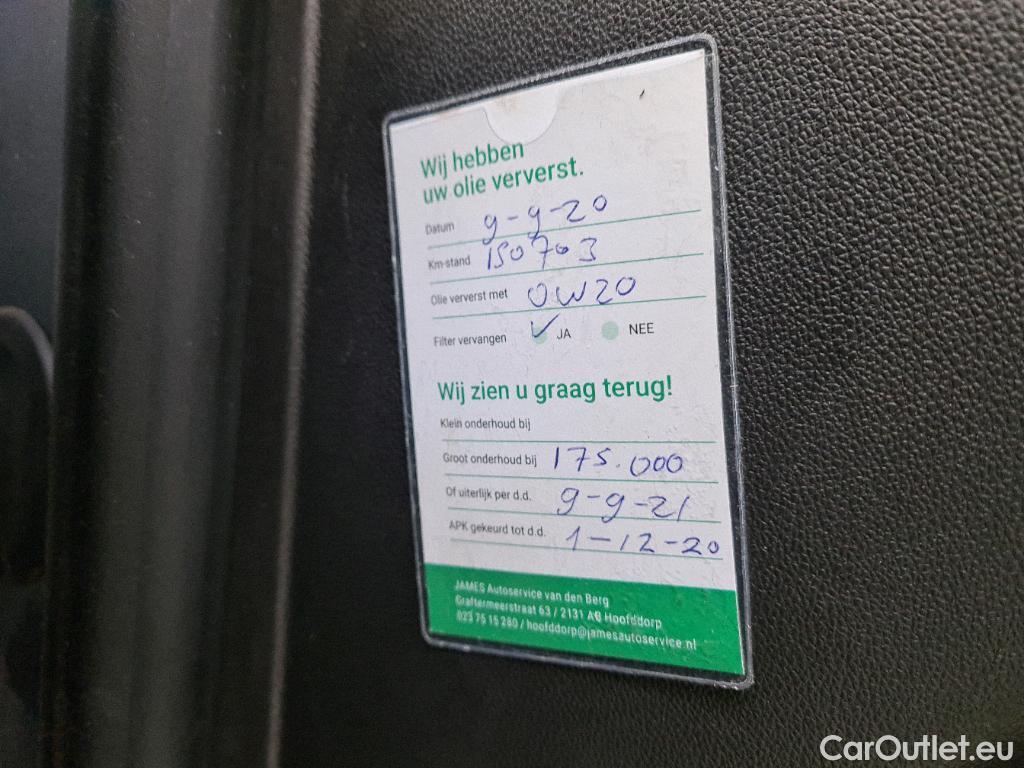 Wij hebben
uw olie ververst.
Datum 9-9-20
Km-stand 150703
Olie ververst met 0W20
Filter vervangen JA NEE
Wij zien u graag terug!
Klein onderhoud bij
Groot onderhoud bij 175.000
Of uiterlijk per d.d. 9-9-21
APK gekeurd tot d.d. 1-12-20
JAMES Autoservice van den Berg
Graftermeerstraat 63 / 2131 AC Hoofddorp
023 75 15 280 / hoofddorp@jamesautoservice.nl
CarOutlet.eu